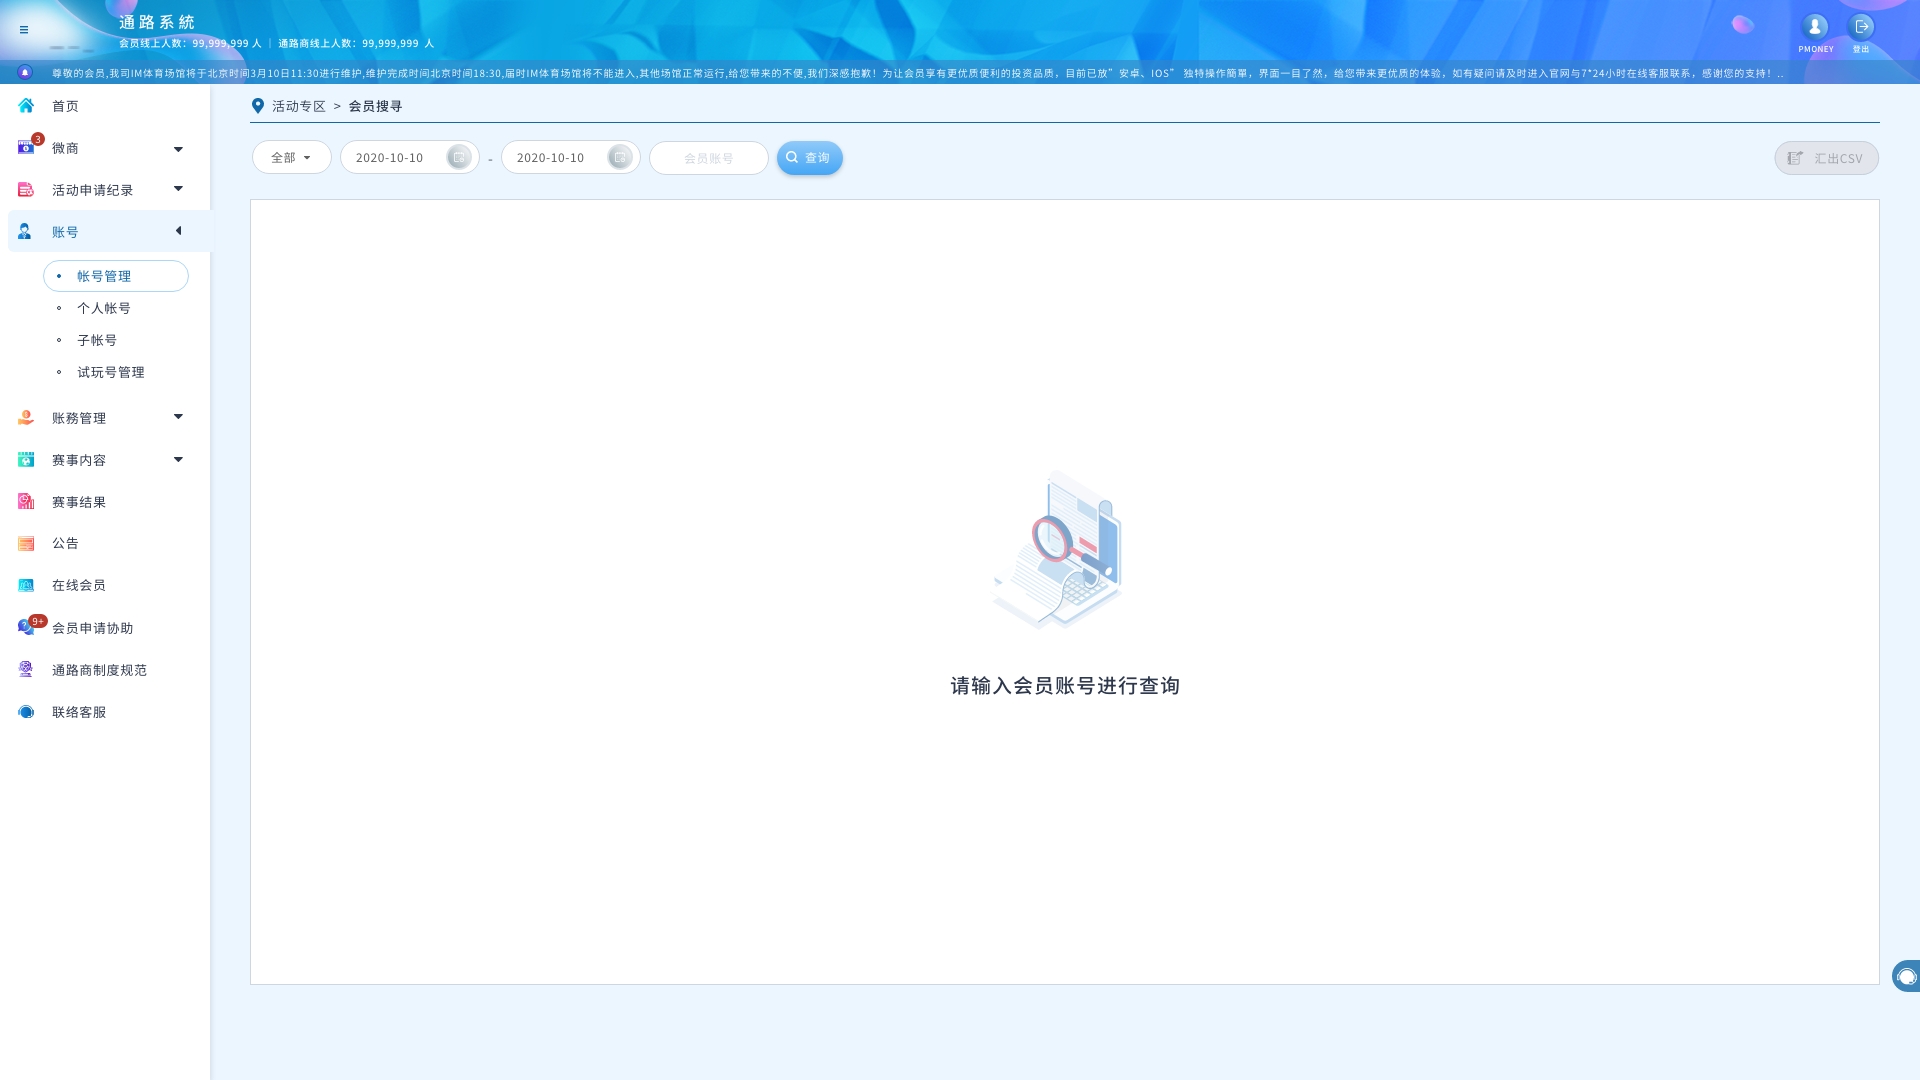 通路系統
会员线上人数：99,999,999 人 | 通路商线上人数：99,999,999 人
PMONEY
登出
尊敬的会员,我司IM体育场馆将于北京时间3月10日11:30进行维护,维护完成时间北京时间18:30,届时IM体育场馆将不能进入,其他场馆正常运行,给您带来的不便,我们深感抱歉！为让会员享有更优质便利的投资品质，目前已放”安卓、IOS” 独特操作簡單，界面一目了然，给您带来更优质的体验，如有疑问请及时进入官网与7*24小时在线客服联系，感谢您的支持！..
首页
3
微商
活动申请纪录
账号
帐号管理
个人帐号
子帐号
试玩号管理
账務管理
赛事内容
赛事结果
公告
在线会员
9+
会员申请协助
通路商制度规范
联络客服
活动专区 > 会员搜寻
全部
2020-10-10 - 2020-10-10
会员账号
查询
汇出CSV
请输入会员账号进行查询